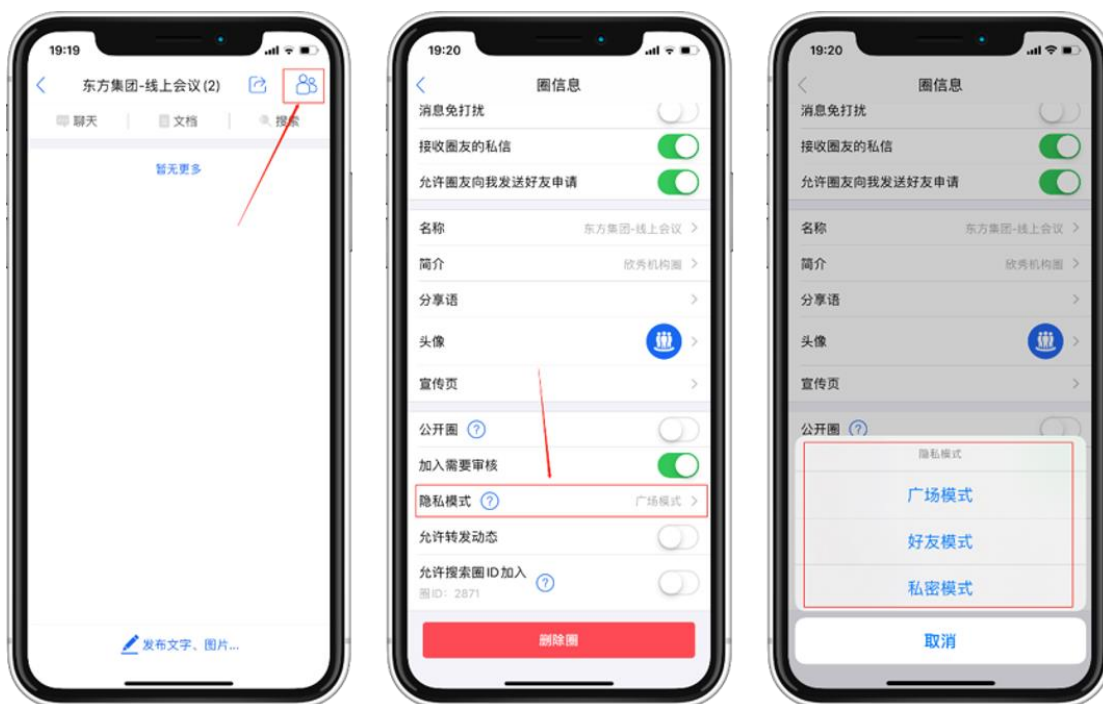 19:19
东方集团-线上会议(2)
聊天
文档
搜索
暂无更多
发布文字、图片...
19:20
圈信息
消息免打扰
接收圈友的私信
允许圈友向我发送好友申请
名称 东方集团-线上会议
简介 欣秀机构圈
分享语
头像
宣传页
公开圈 ?
加入需要审核
隐私模式 ? 广场模式
允许转发动态
允许搜索圈ID加入 ?
圈ID: 2871
删除圈
19:20
圈信息
消息免打扰
接收圈友的私信
允许圈友向我发送好友申请
名称 东方集团-线上会议
简介 欣秀机构圈
分享语
头像
宣传页
公开圈 ?
隐私模式
广场模式
好友模式
私密模式
取消